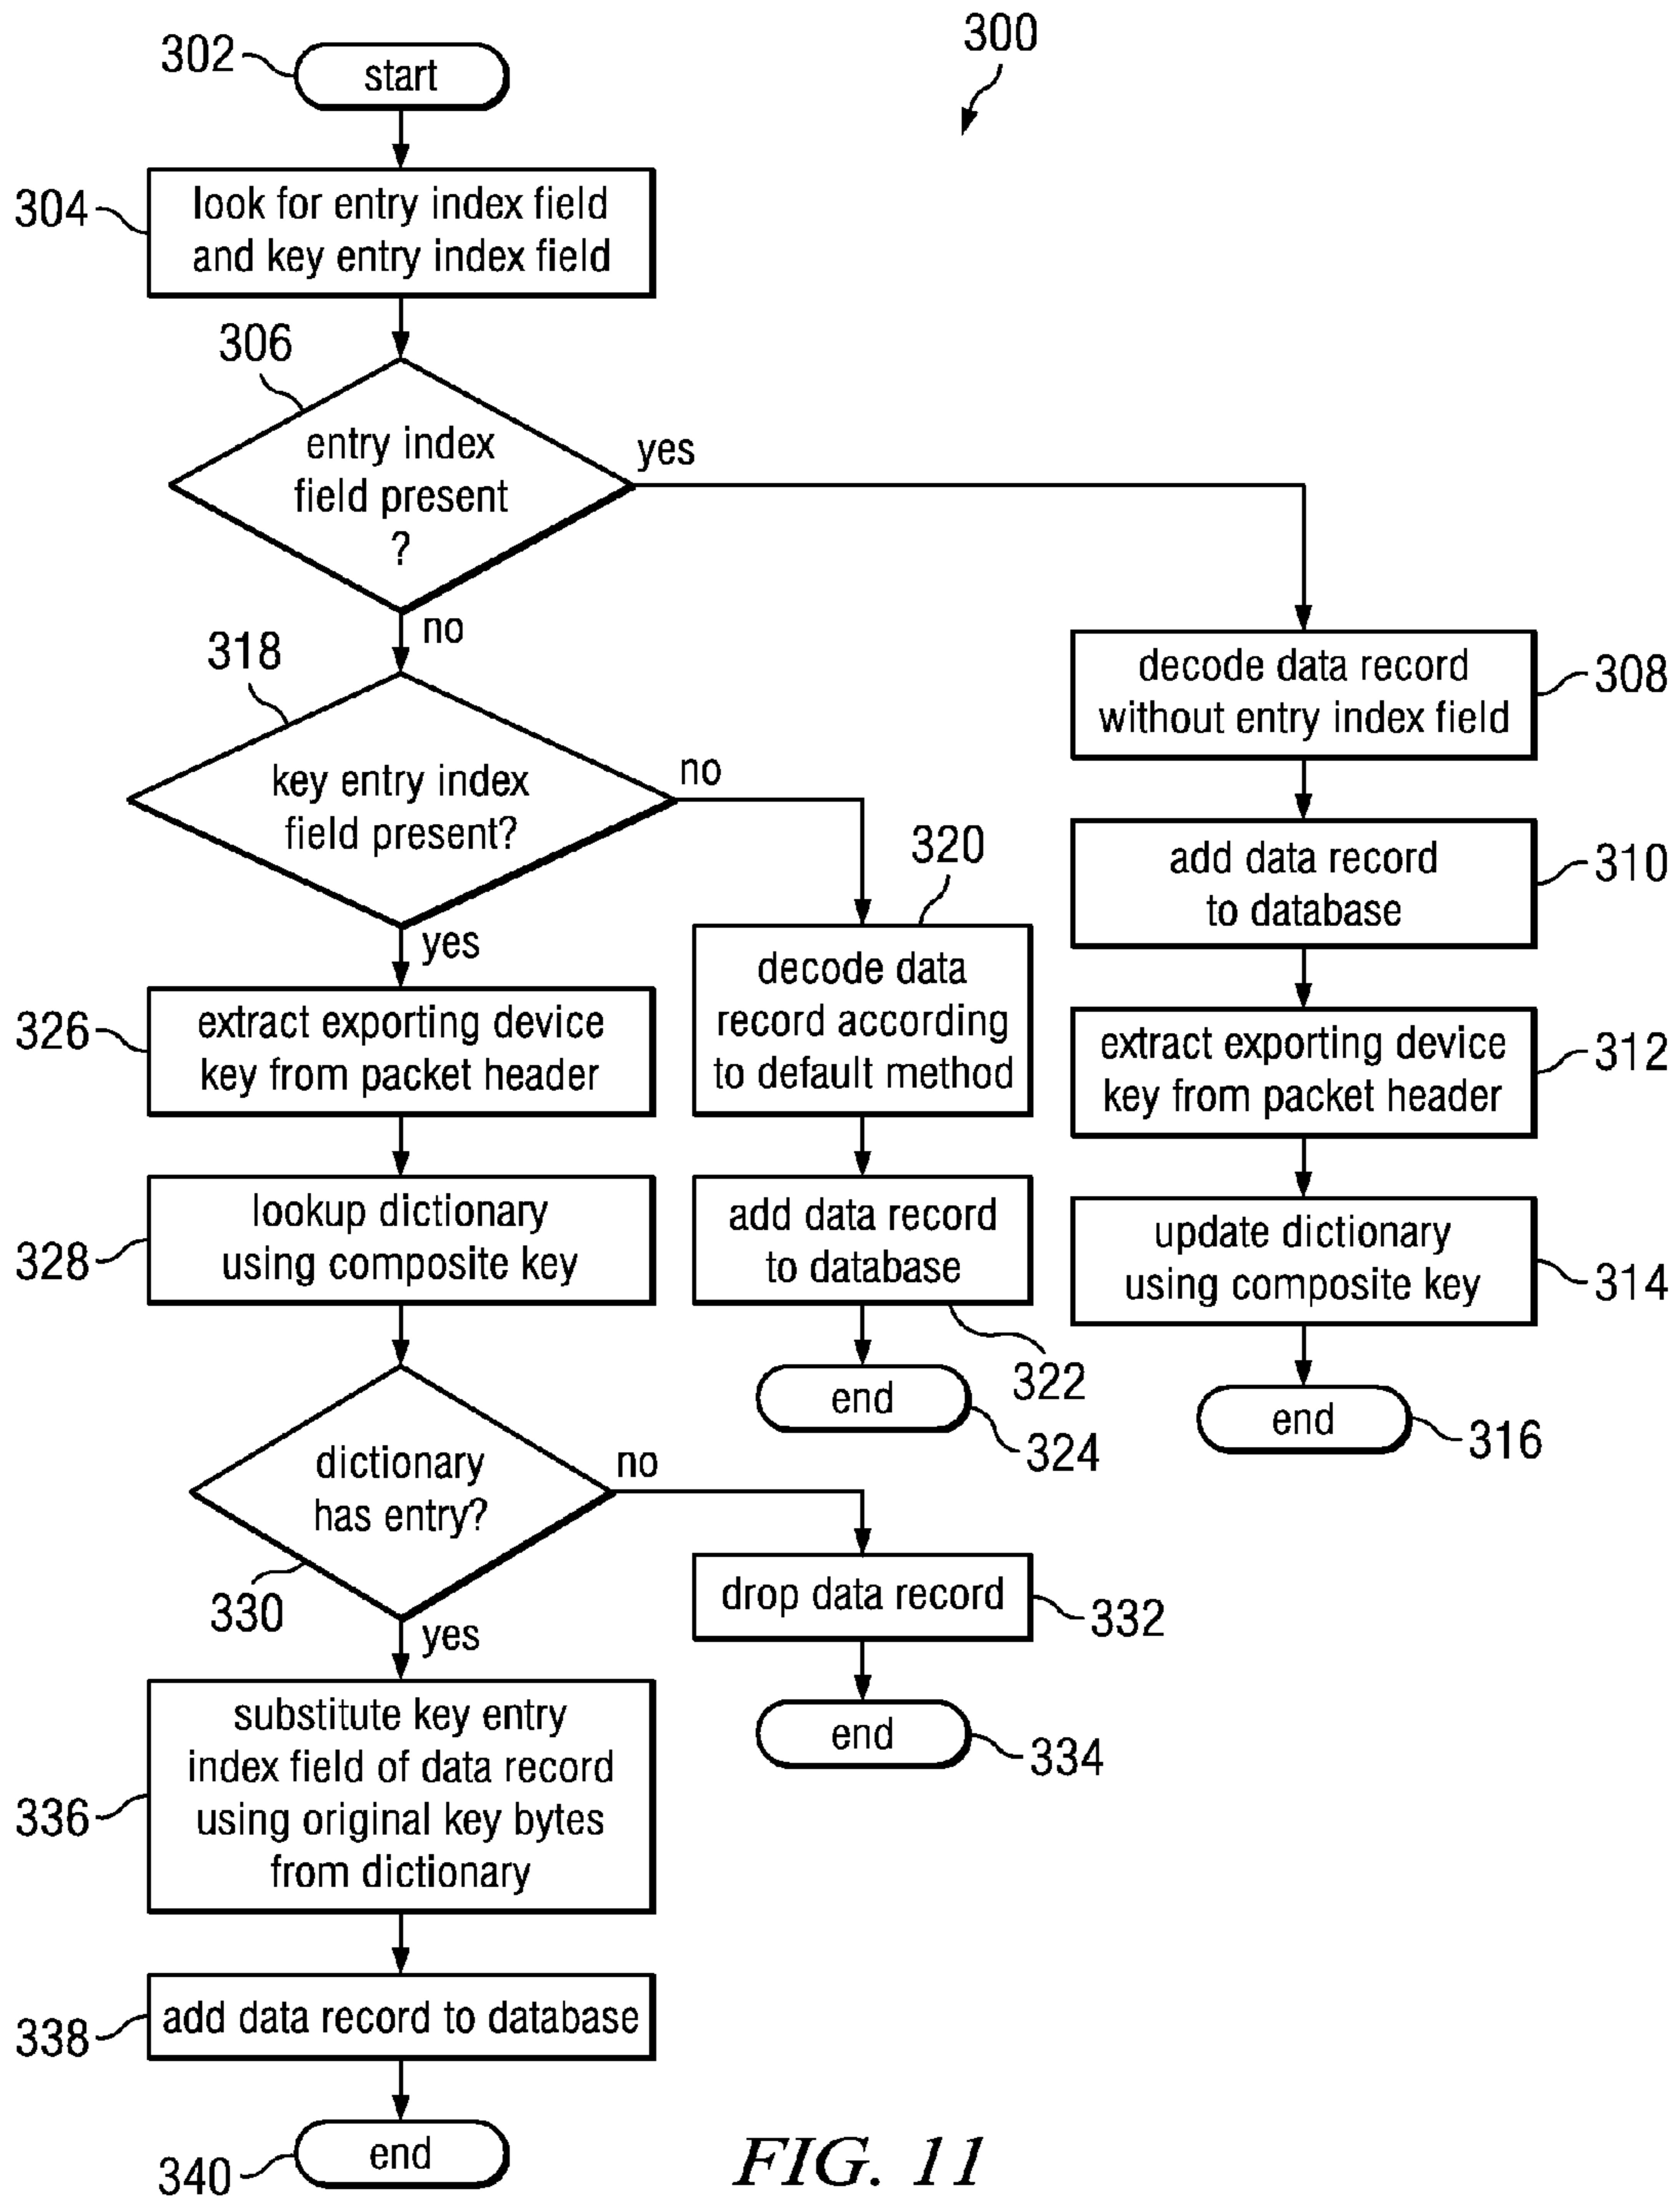 300
302
start
304
look for entry index field
and key entry index field
306
entry index
field present
?
yes
no
308
decode data record
without entry index field
310
add data record
to database
312
extract exporting device
key from packet header
314
update dictionary
using composite key
end
316
318
key entry index
field present?
no
yes
320
decode data
record according
to default method
add data record
to database
322
end
324
326
extract exporting device
key from packet header
328
lookup dictionary
using composite key
dictionary
has entry?
330
no
yes
drop data record
332
end
334
336
substitute key entry
index field of data record
using original key bytes
from dictionary
338
add data record to database
340
end
FIG. 11